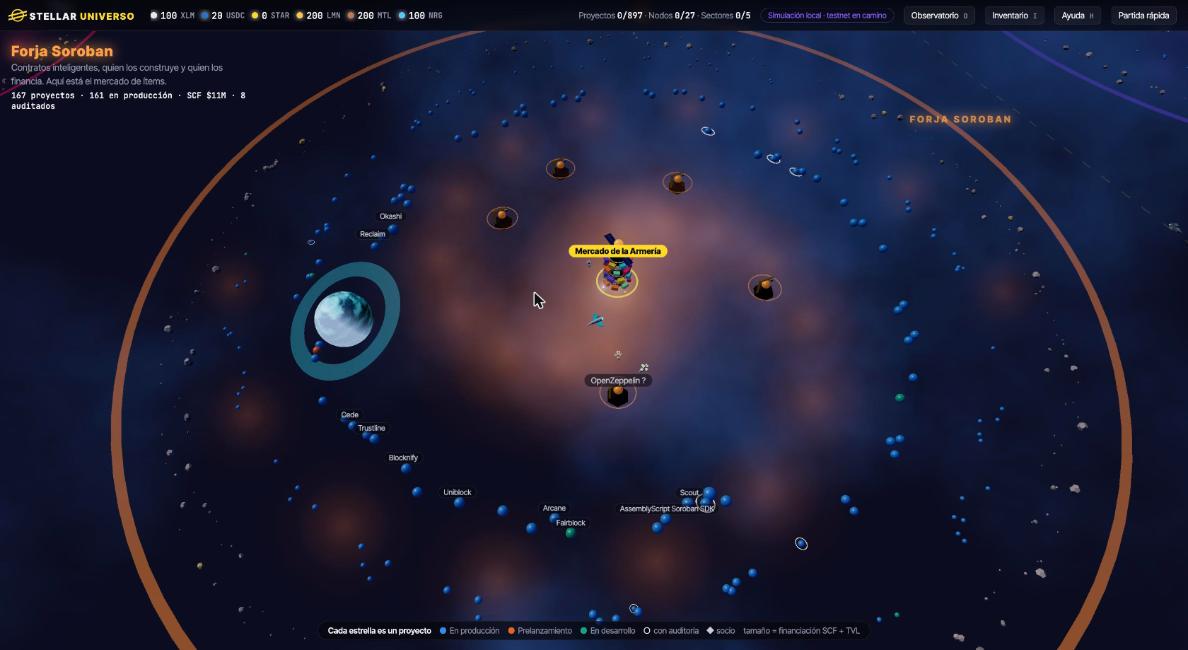 STELLAR UNIVERSO
100 XLM 20 USDC 0 STAR 200 LMN 200 MTL 100 NRG
Proyectos 0/897 · Nodos 0/27 · Sectores 0/5
Simulación local · testnet en camino
Observatorio O
Inventario I
Ayuda H
Partida rápida
Forja Soroban
Contratos inteligentes, quien los construye y quien los
financia. Aquí está el mercado de ítems.
167 proyectos · 161 en producción · SCF $11M · 8
auditados
FORJA SOROBAN
Okashi
Reclaim
Mercado de la Armería
OpenZeppelin ?
Cede
Trustline
Blocknify
Uniblock
Arcane
Fairblock
Scout
AssemblyScript Soroban SDK
Cada estrella es un proyecto En producción Prelanzamiento En desarrollo con auditoría socio tamaño = financiación SCF + TVL